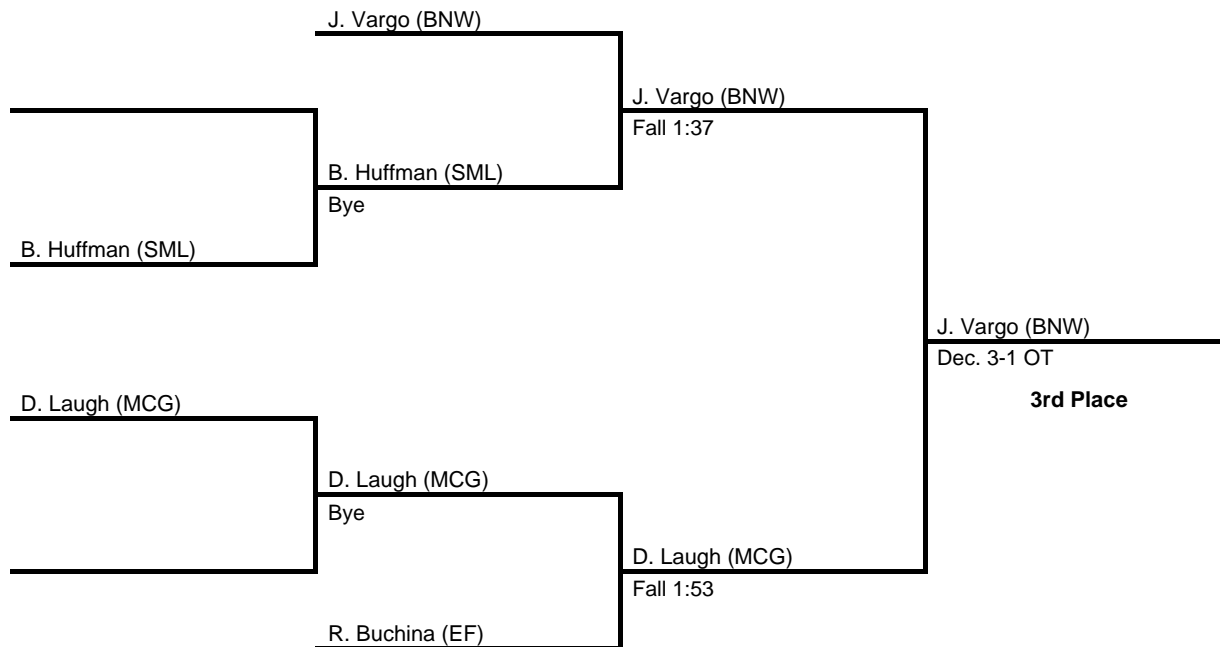 J. Vargo (BNW)
J. Vargo (BNW)
Fall 1:37
B. Huffman (SML)
Bye
B. Huffman (SML)
J. Vargo (BNW)
Dec. 3-1 OT
3rd Place
D. Laugh (MCG)
D. Laugh (MCG)
Bye
D. Laugh (MCG)
Fall 1:53
R. Buchina (EF)